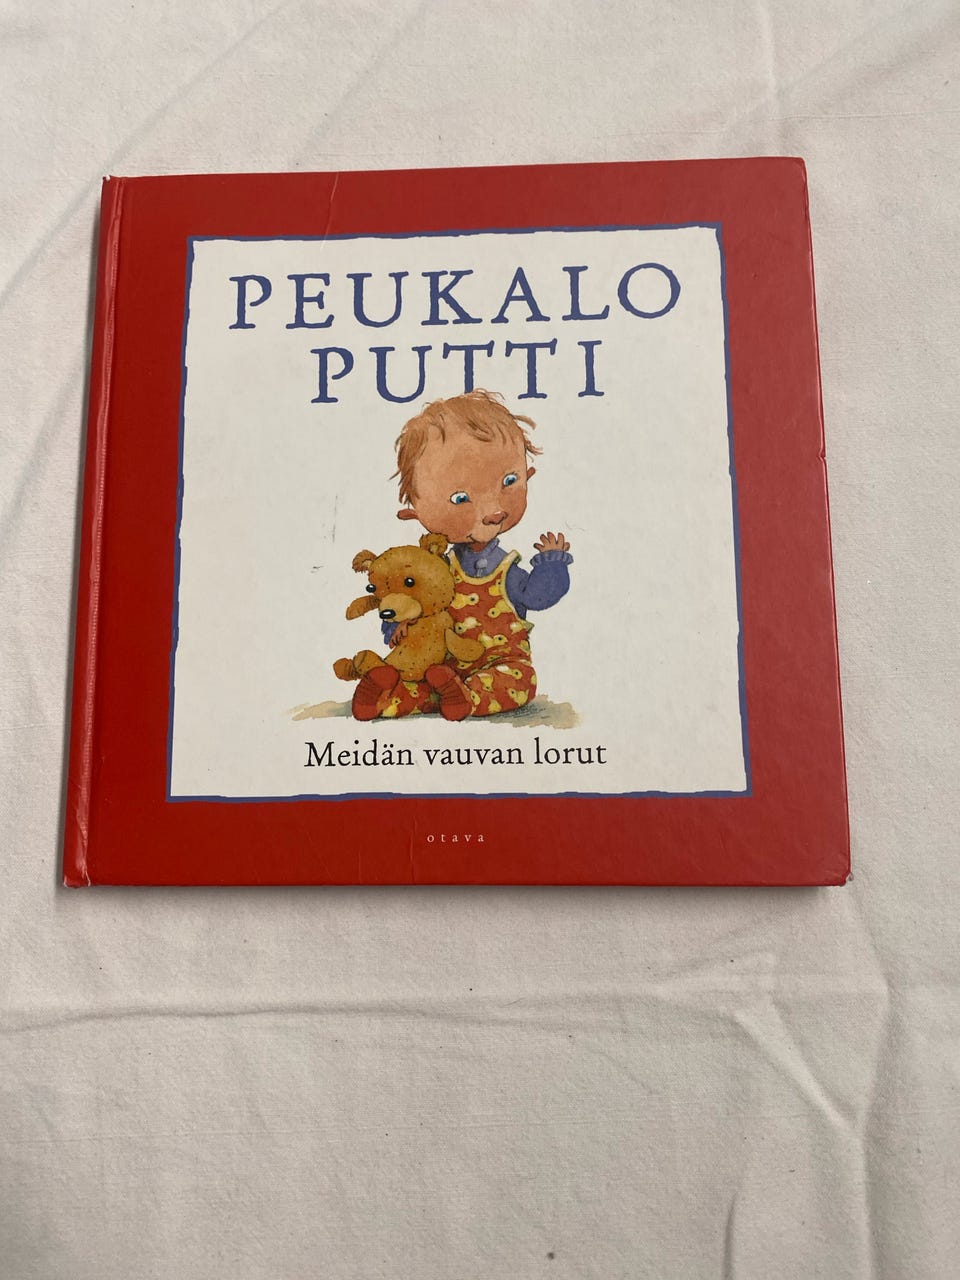 PEUKALO
PUTTI
Meidän vauvan lorut
otava